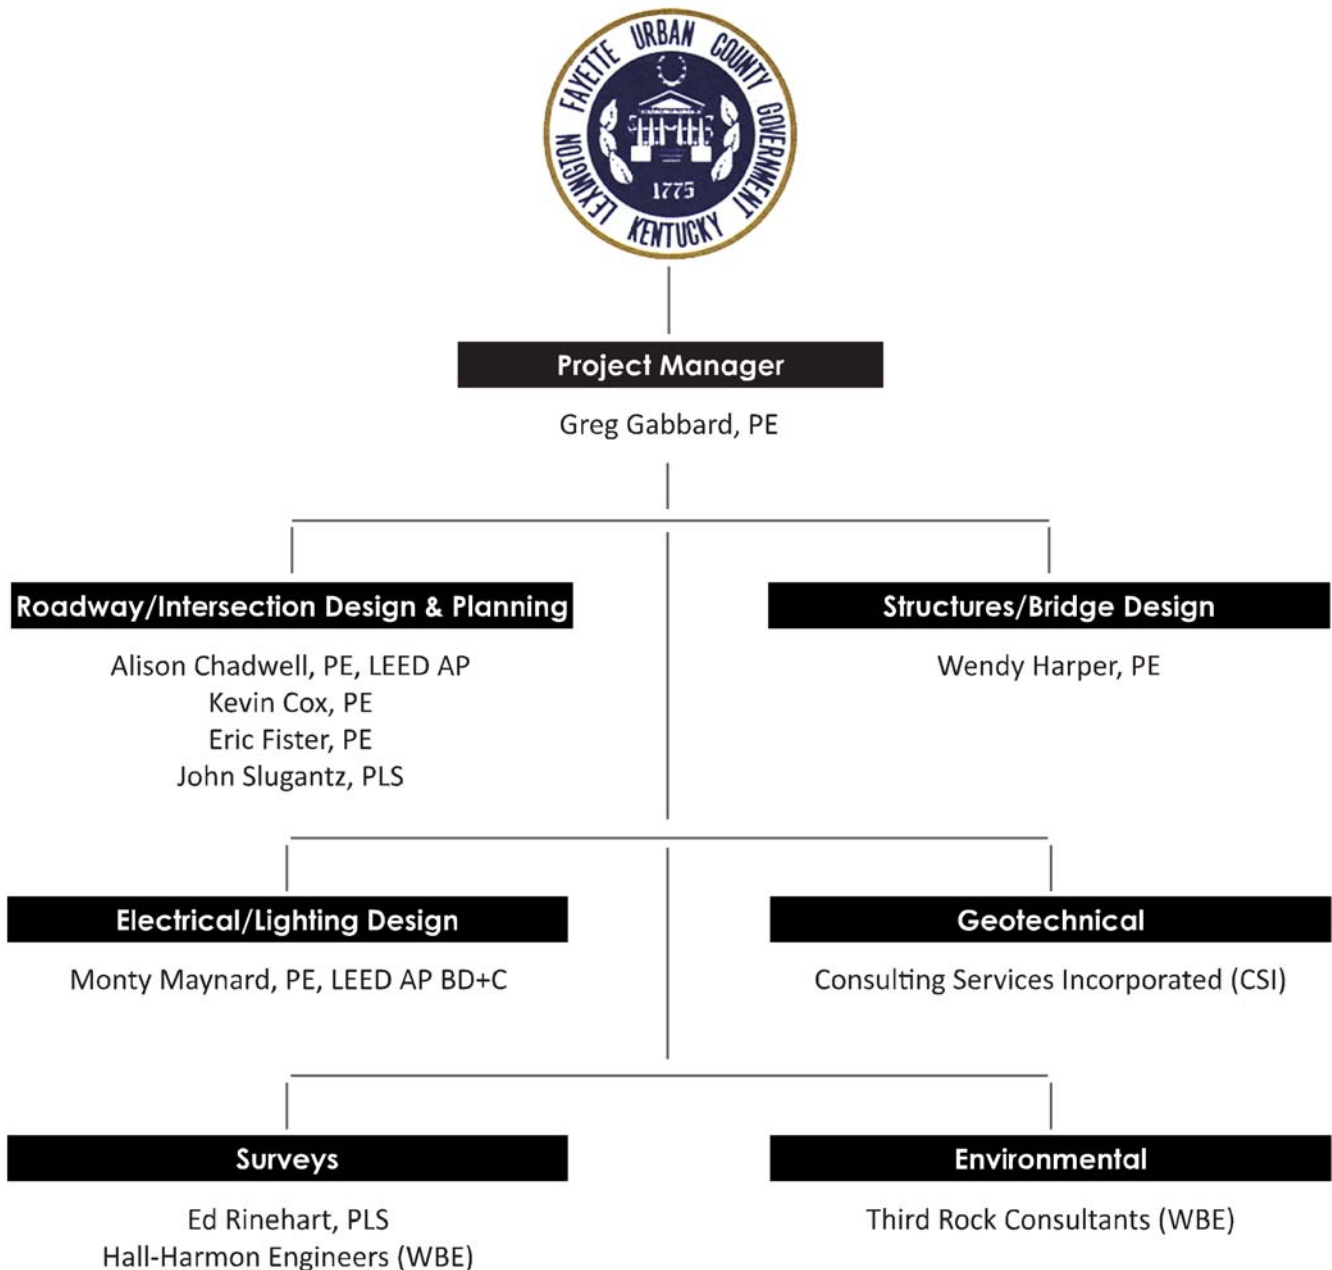 LEXINGTON FAYETTE URBAN COUNTY GOVERNMENT
1775
KENTUCKY
Project Manager
Greg Gabbard, PE
Roadway/Intersection Design & Planning
Alison Chadwell, PE, LEED AP
Kevin Cox, PE
Eric Fister, PE
John Slugantz, PLS
Structures/Bridge Design
Wendy Harper, PE
Electrical/Lighting Design
Monty Maynard, PE, LEED AP BD+C
Geotechnical
Consulting Services Incorporated (CSI)
Surveys
Ed Rinehart, PLS
Hall-Harmon Engineers (WBE)
Environmental
Third Rock Consultants (WBE)